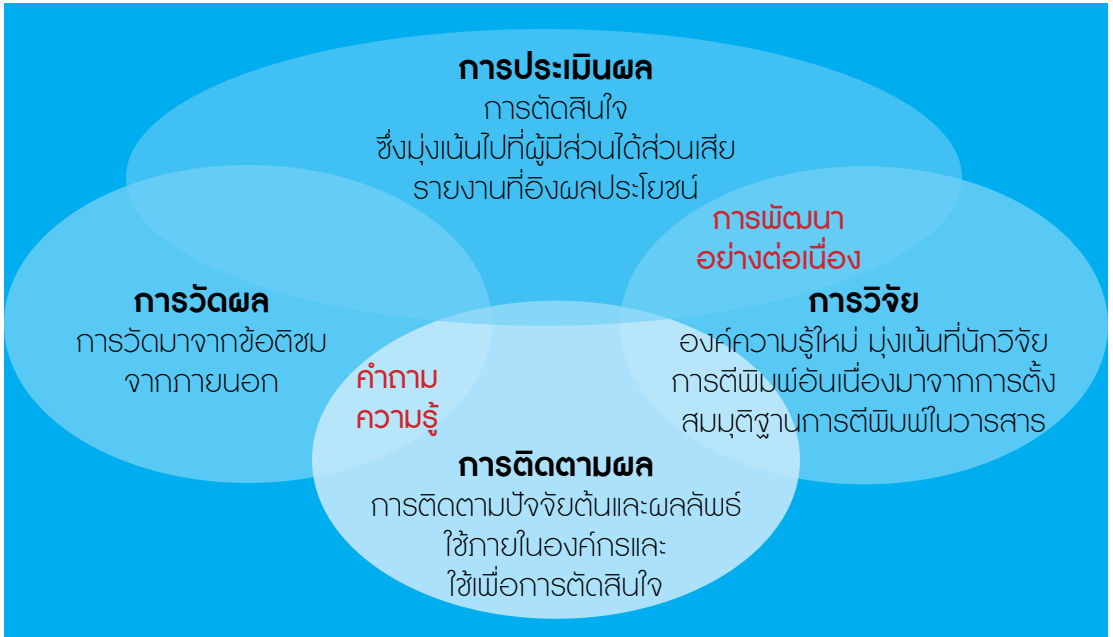 การประเมินผล
การตัดสินใจ
ซึ่งมุ่งเน้นไปที่ผู้มีส่วนได้ส่วนเสีย
รายงานที่อิงผลประโยชน์
การพัฒนา
อย่างต่อเนื่อง
การวัดผล
การวัดมาจากข้อติชม
จากภายนอก
คำถาม
ความรู้
การวิจัย
องค์ความรู้ใหม่ มุ่งเน้นที่นักวิจัย
การตีพิมพ์อันเนื่องมาจากการตั้ง
สมมุติฐานการตีพิมพ์ในวารสาร
การติดตามผล
การติดตามปัจจัยต้นและผลลัพธ์
ใช้ภายในองค์กรและ
ใช้เพื่อการตัดสินใจ